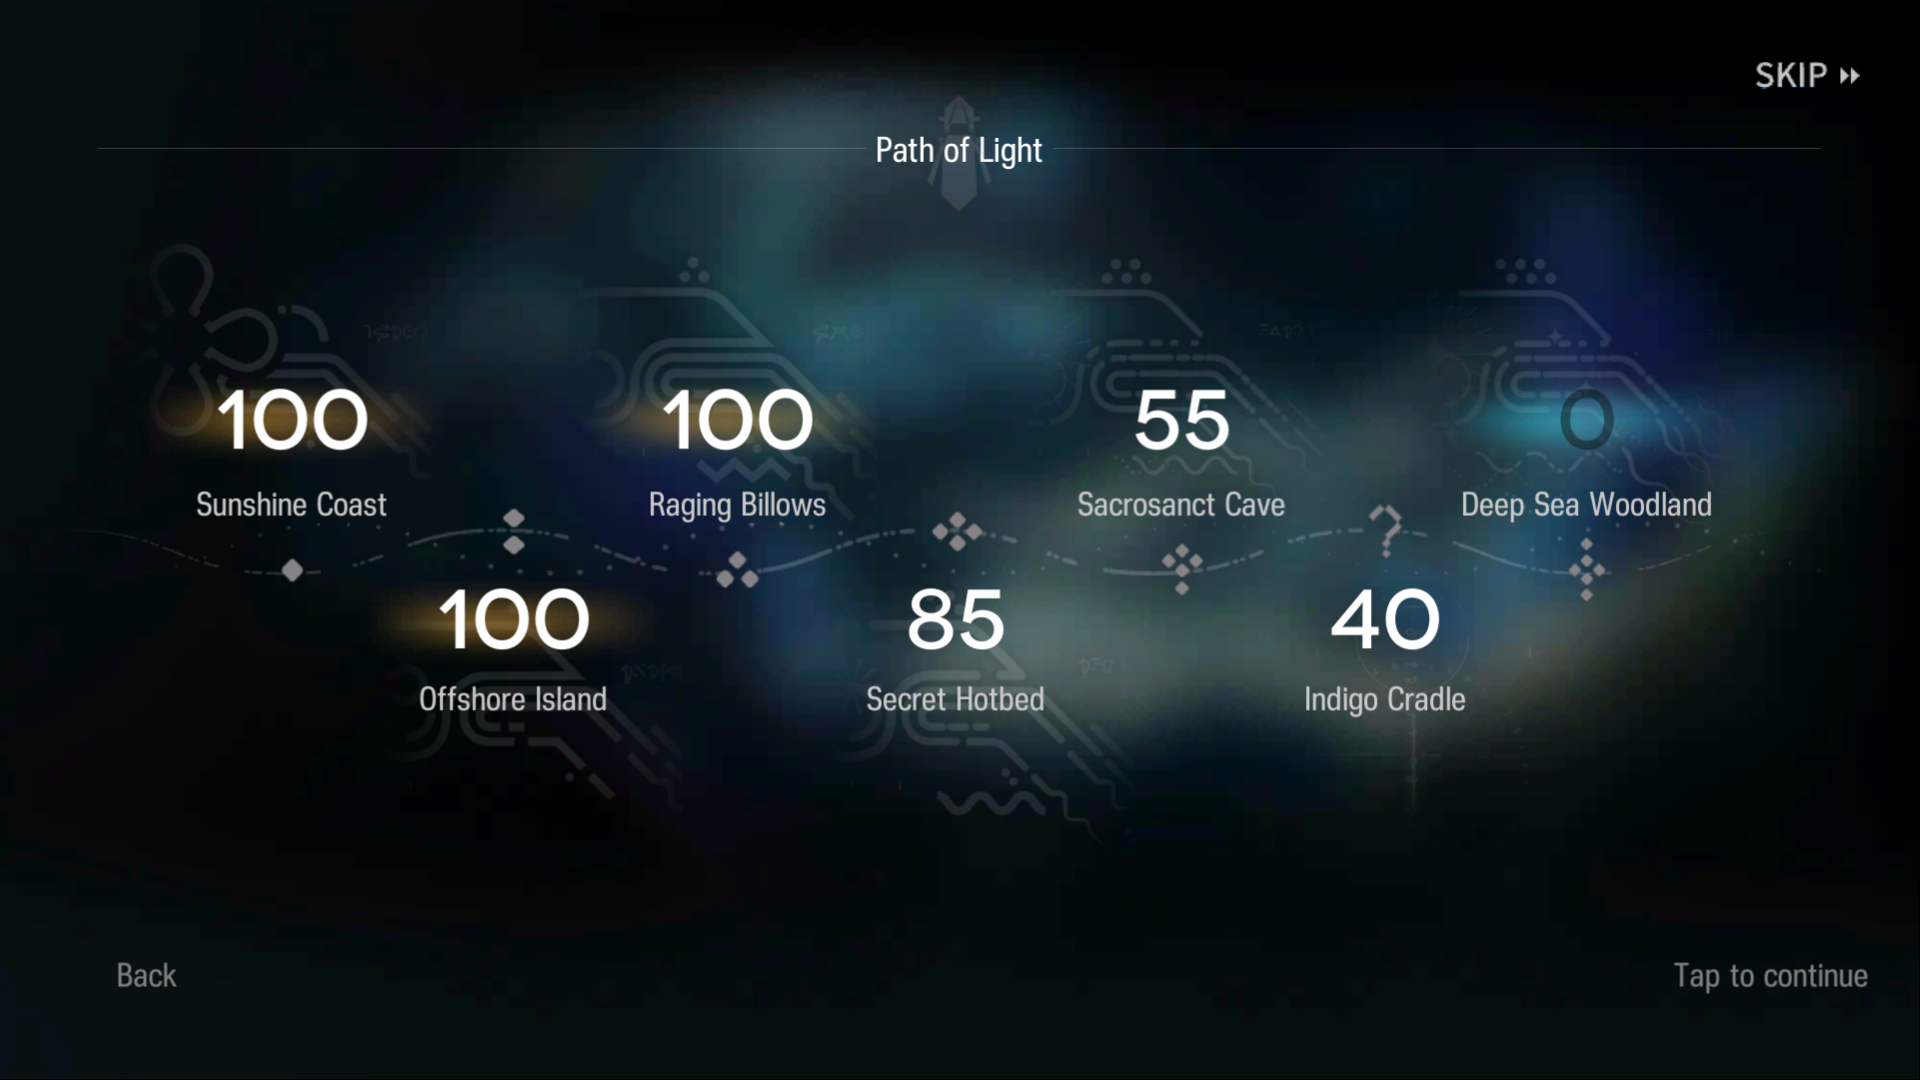 SKIP
Path of Light
100
Sunshine Coast
100
Raging Billows
55
Sacrosanct Cave
0
Deep Sea Woodland
?
100
Offshore Island
85
Secret Hotbed
40
Indigo Cradle
Back
Tap to continue